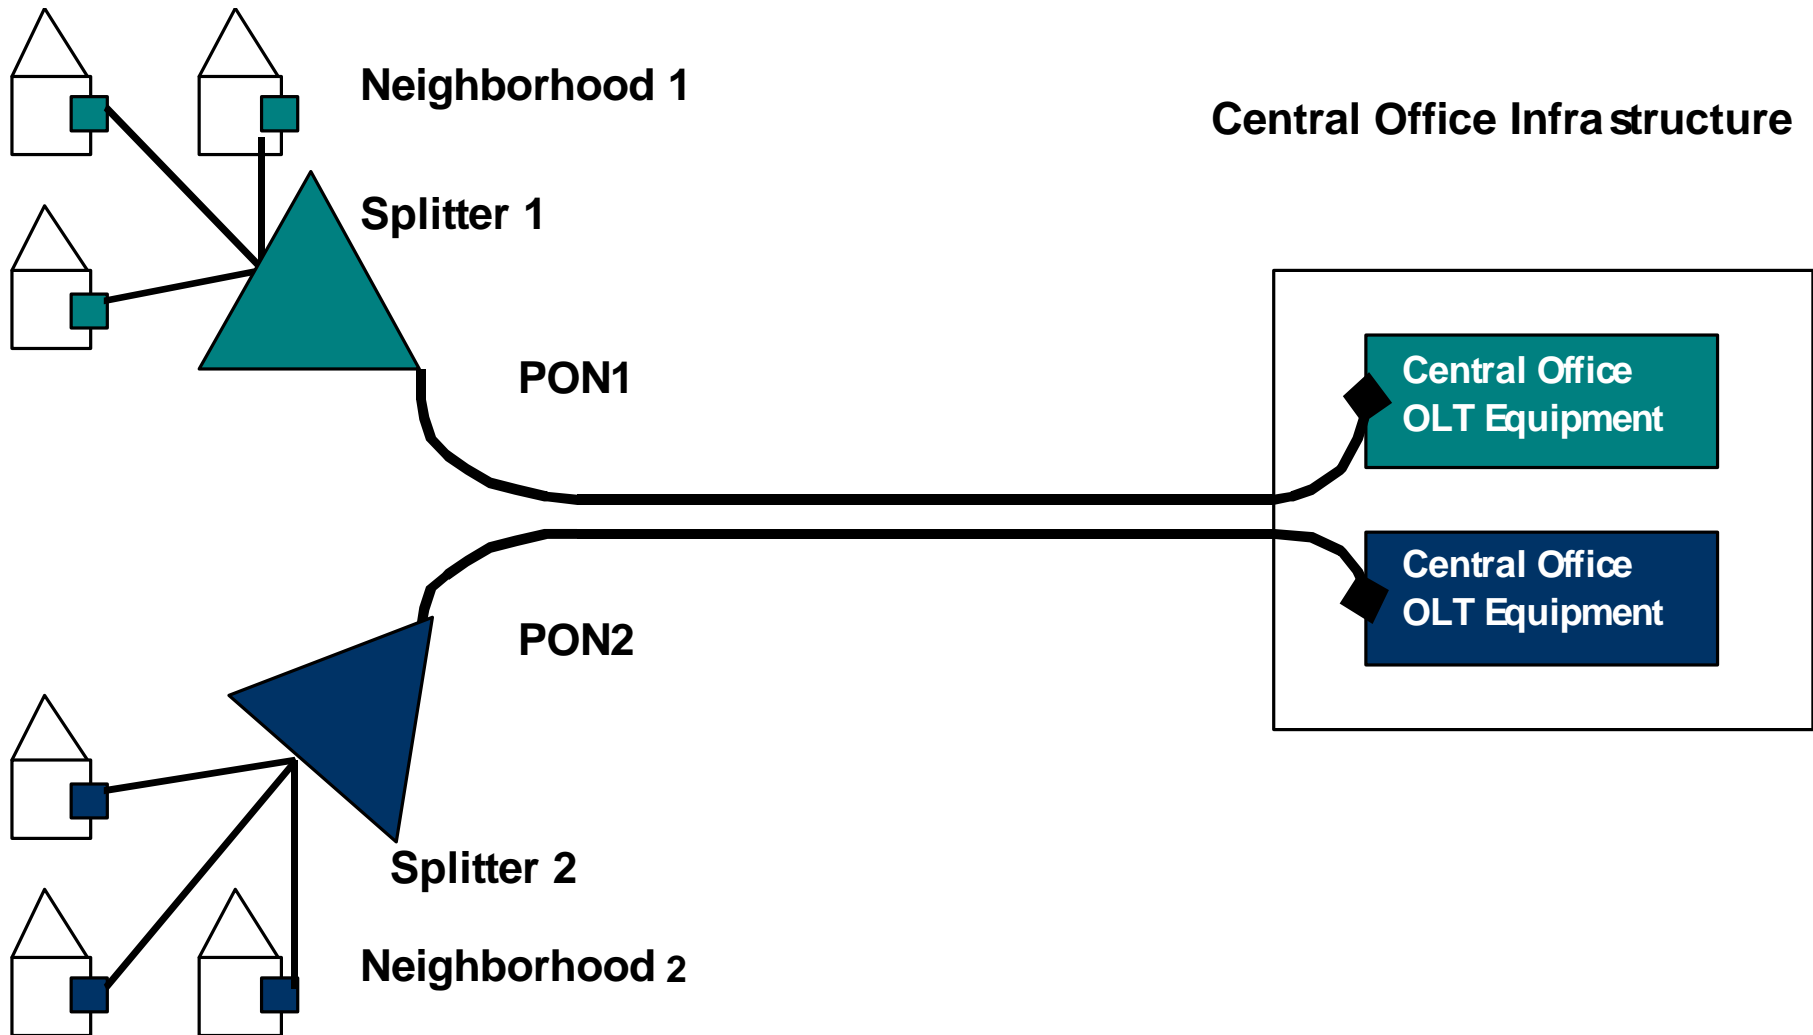 Neighborhood 1
Central Office Infrastructure
Splitter 1
PON1
Central Office
OLT Equipment
Central Office
OLT Equipment
PON2
Splitter 2
Neighborhood 2